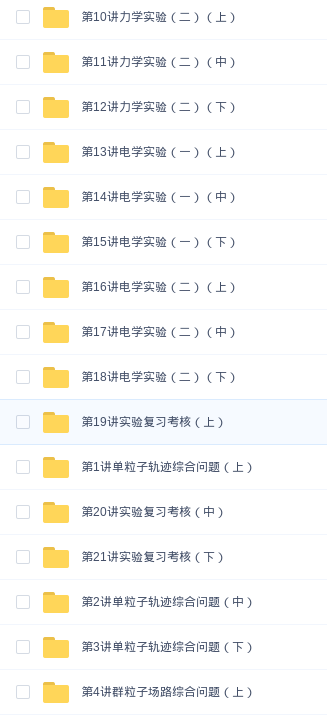 第10讲力学实验（二）（上）
第11讲力学实验（二）（中）
第12讲力学实验（二）（下）
第13讲电学实验（一）（上）
第14讲电学实验（一）（中）
第15讲电学实验（一）（下）
第16讲电学实验（二）（上）
第17讲电学实验（二）（中）
第18讲电学实验（二）（下）
第19讲实验复习考核（上）
第1讲单粒子轨迹综合问题（上）
第20讲实验复习考核（中）
第21讲实验复习考核（下）
第2讲单粒子轨迹综合问题（中）
第3讲单粒子轨迹综合问题（下）
第4讲群粒子场路综合问题（上）